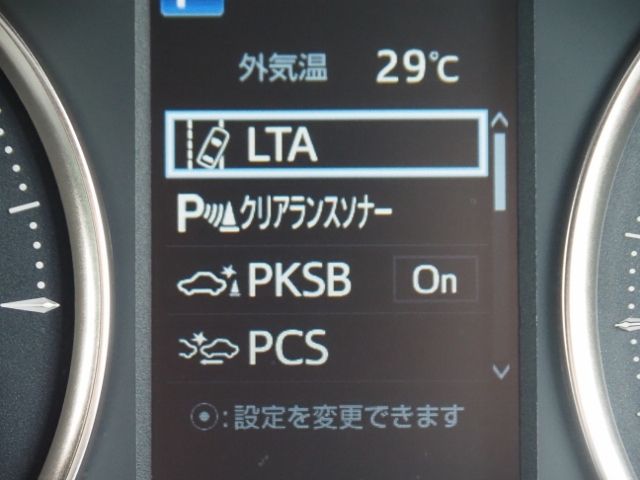 外気温 29℃
LTA
P クリアランスソナー
PKSB On
PCS
⦿:設定を変更できます